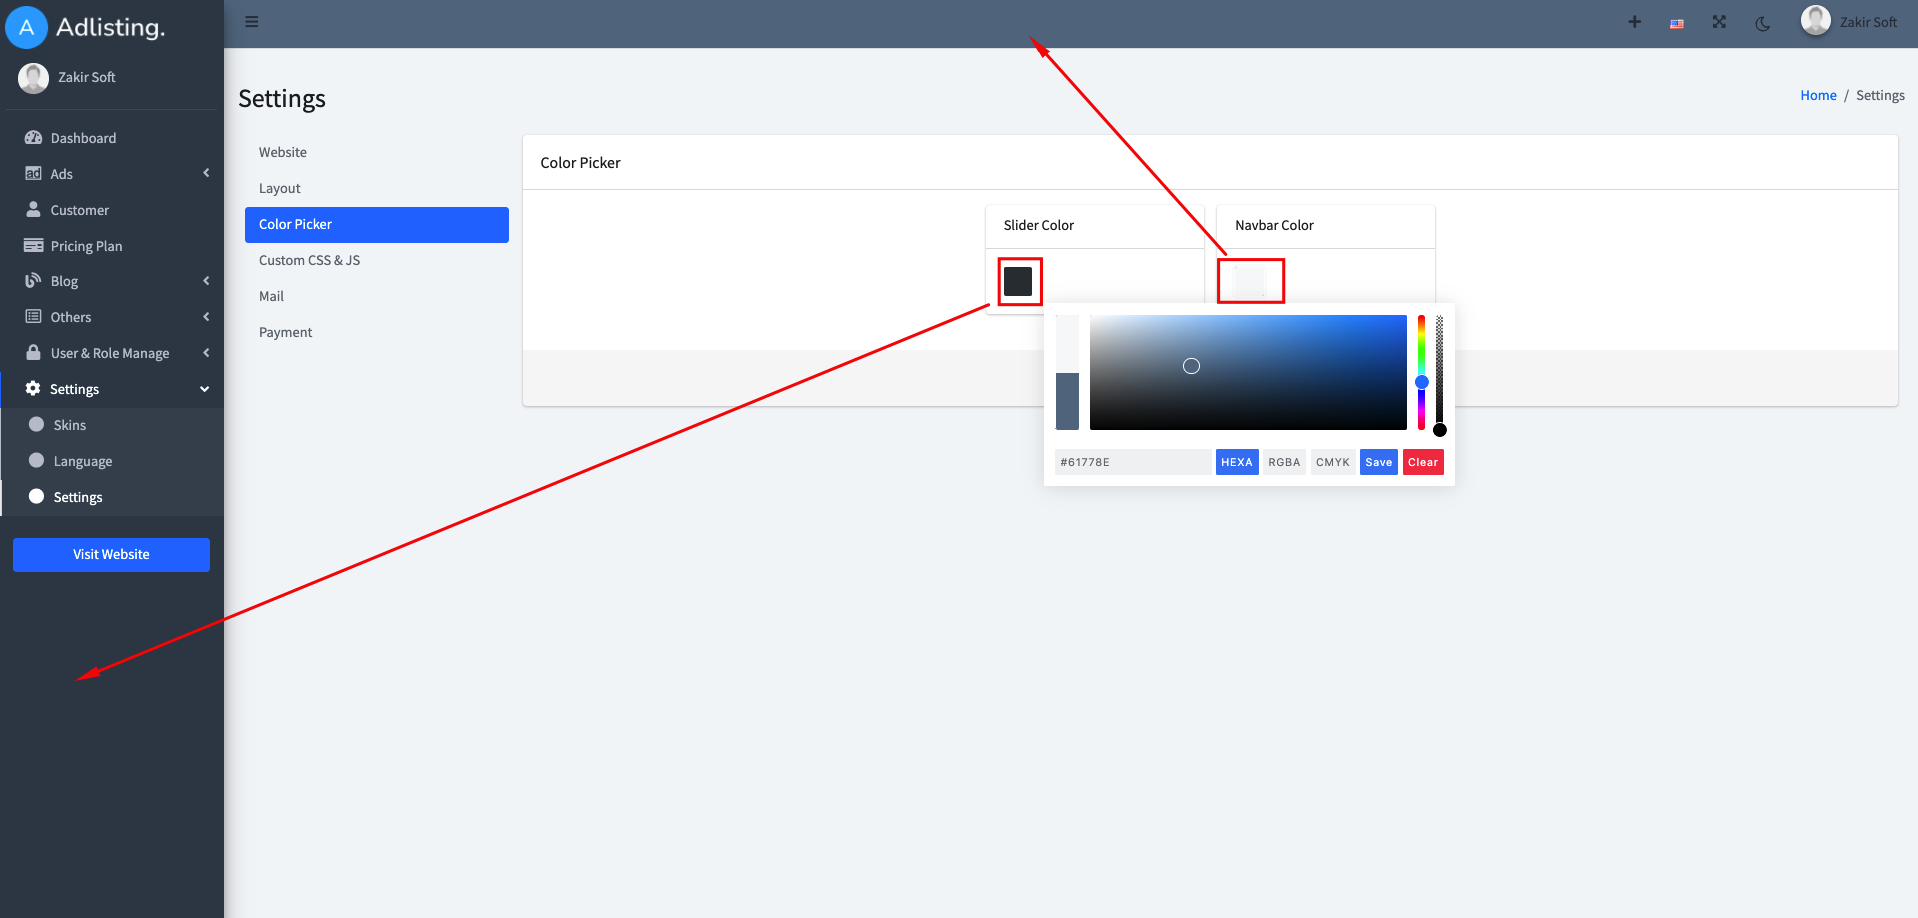 A Adlisting.
Zakir Soft
Zakir Soft
Dashboard
ad Ads
Customer
Pricing Plan
Blog
Others
User & Role Manage
Settings
Skins
Language
Settings
Visit Website
Settings
Home / Settings
Website
Layout
Color Picker
Custom CSS & JS
Mail
Payment
Color Picker
Slider Color
Navbar Color
#61778E HEXA RGBA CMYK Save Clear